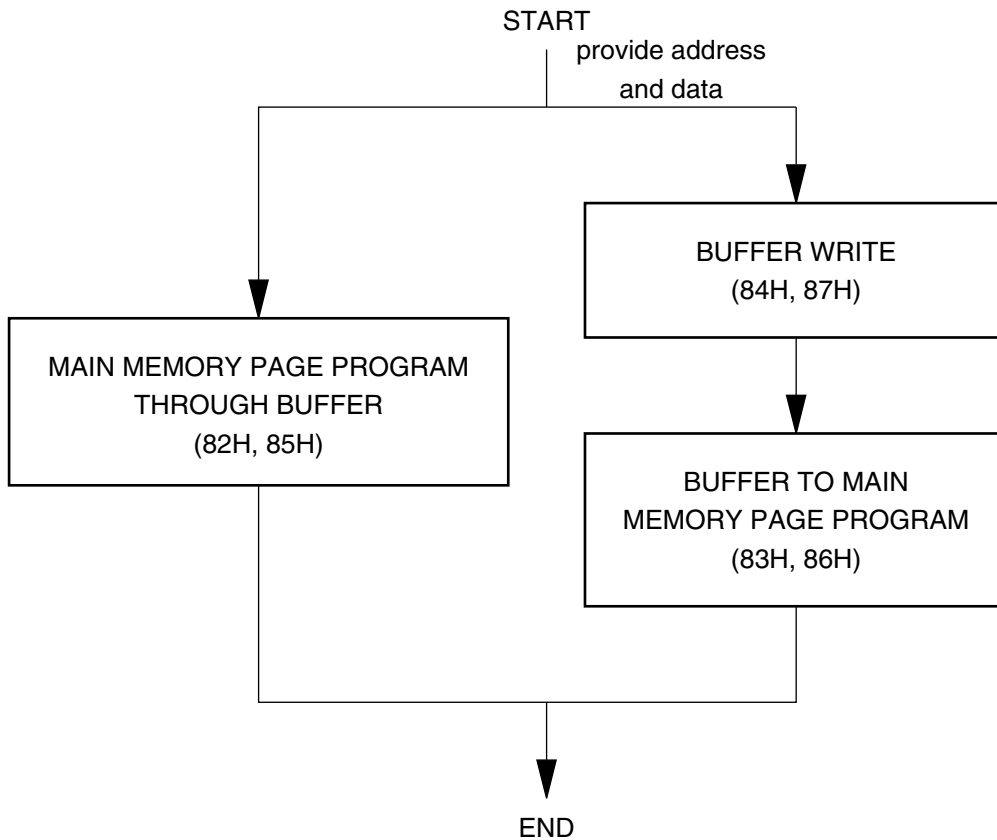 START
provide address
and data
BUFFER WRITE
(84H, 87H)
MAIN MEMORY PAGE PROGRAM
THROUGH BUFFER
(82H, 85H)
BUFFER TO MAIN
MEMORY PAGE PROGRAM
(83H, 86H)
END